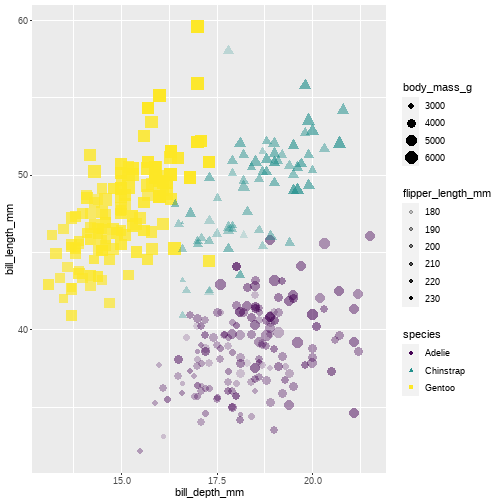 60
50
40
bill_length_mm
15.0 17.5 20.0
bill_depth_mm
body_mass_g
3000
4000
5000
6000
flipper_length_mm
180
190
200
210
220
230
species
Adelie
Chinstrap
Gentoo